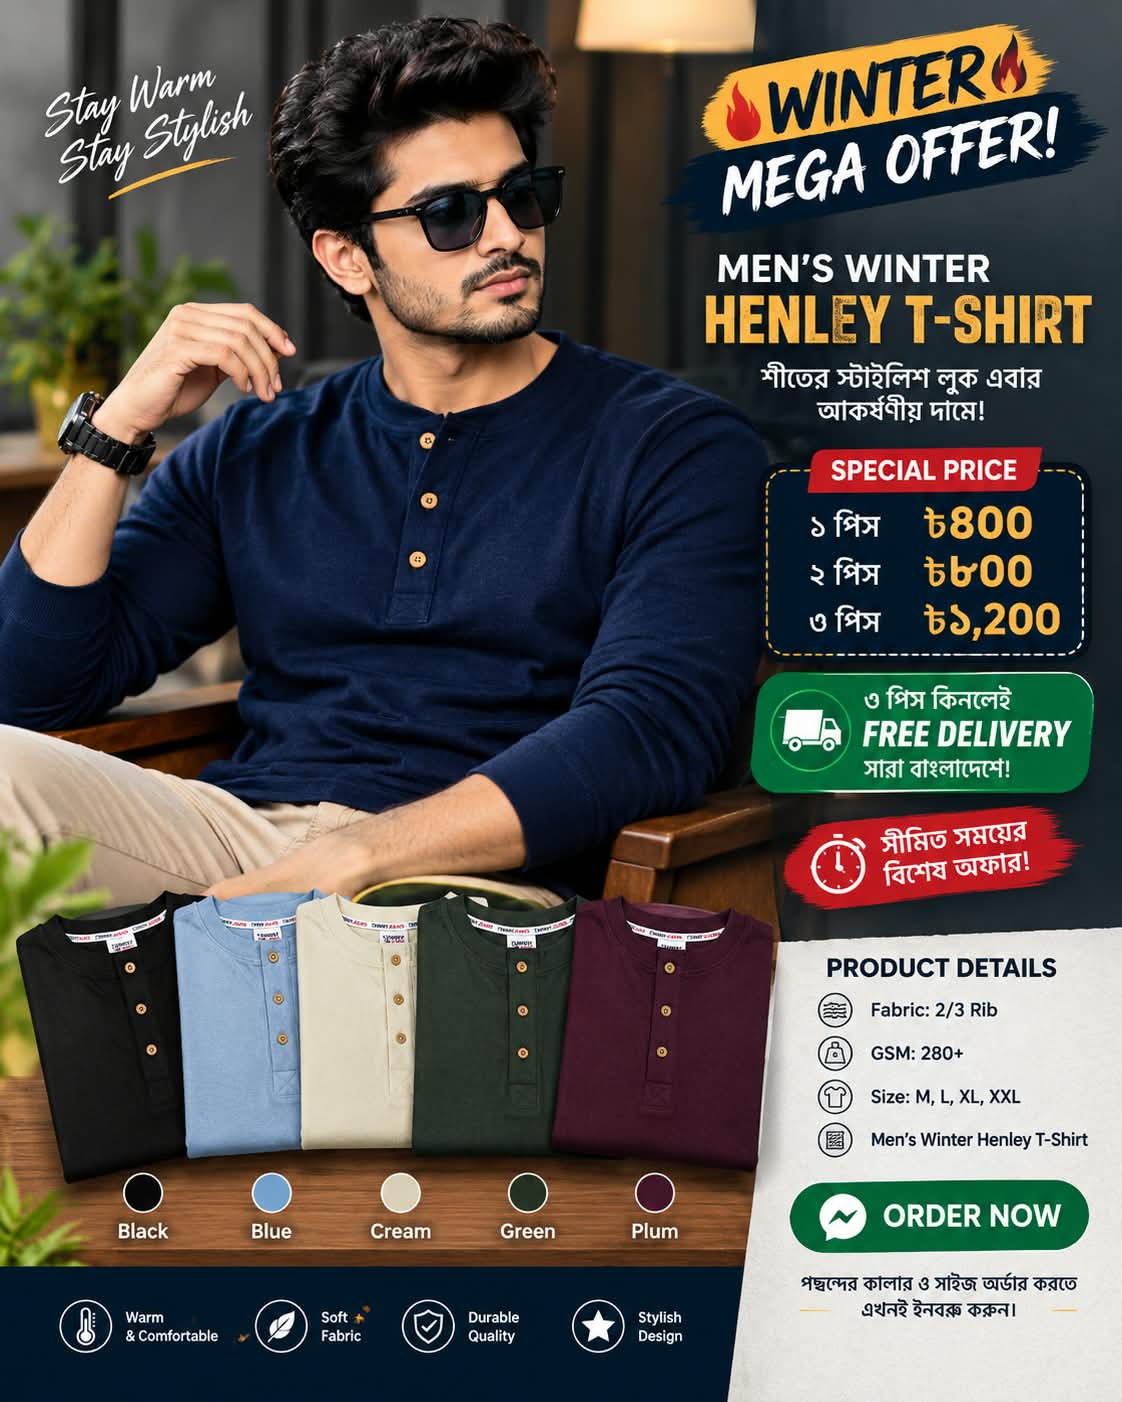 Stay Warm
Stay Stylish
WINTER
MEGA OFFER!
MEN'S WINTER
HENLEY T-SHIRT
শীতের স্টাইলিশ লুক এবার
আকর্ষণীয় দামে!
SPECIAL PRICE
১ পিস ৳800
২ পিস ৳৮00
৩ পিস ৳১,200
৩ পিস কিনলেই
FREE DELIVERY
সারা বাংলাদেশে!
সীমিত সময়ের
বিশেষ অফার!
PRODUCT DETAILS
Fabric: 2/3 Rib
GSM: 280+
Size: M, L, XL, XXL
Men's Winter Henley T-Shirt
Black Blue Cream Green Plum
ORDER NOW
পছন্দের কালার ও সাইজ অর্ডার করতে
এখনই ইনবক্স করুন।
Warm
& Comfortable
Soft
Fabric
Durable
Quality
Stylish
Design